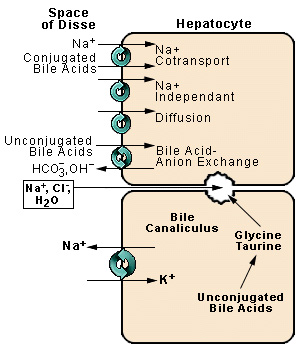 Space of Disse
Hepatocyte
Na⁺
Conjugated Bile Acids
Na+ Cotransport
Na⁺ Independant
Diffusion
Unconjugated Bile Acids
Bile Acid- Anion Exchange
HCO₃⁻,OH⁻
Na⁺, Cl⁻, H₂O
Bile Canaliculus
Glycine Taurine
Na⁺
K⁺
Unconjugated Bile Acids